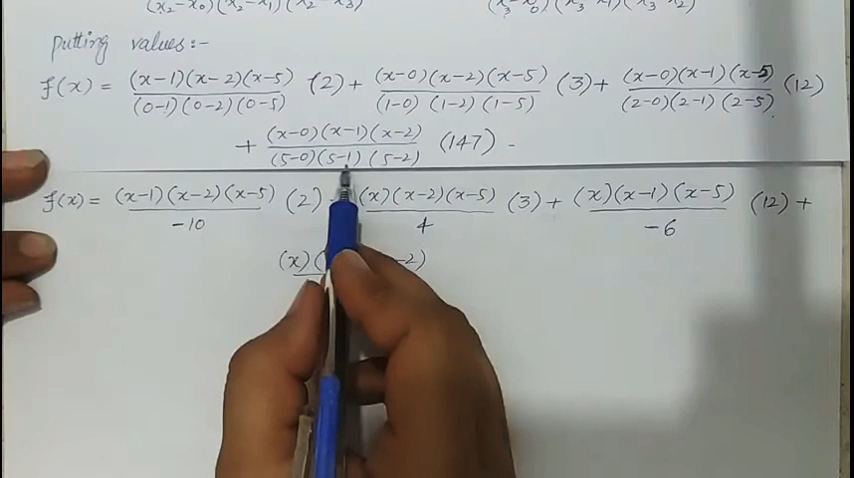 (x₂-x₀)(x₂-x₁)(x₂-x₃) (x₃-x₀)(x₃-x₁)(x₃-x₂)
putting values:-
f(x) = (x-1)(x-2)(x-5) / (0-1)(0-2)(0-5) (2) + (x-0)(x-2)(x-5) / (1-0)(1-2)(1-5) (3) + (x-0)(x-1)(x-5) / (2-0)(2-1)(2-5) (12)
+ (x-0)(x-1)(x-2) / (5-0)(5-1)(5-2) (147) -
f(x) = (x-1)(x-2)(x-5) / -10 (2) (x)(x-2)(x-5) / 4 (3) + (x)(x-1)(x-5) / -6 (12) +
(x)( -2)